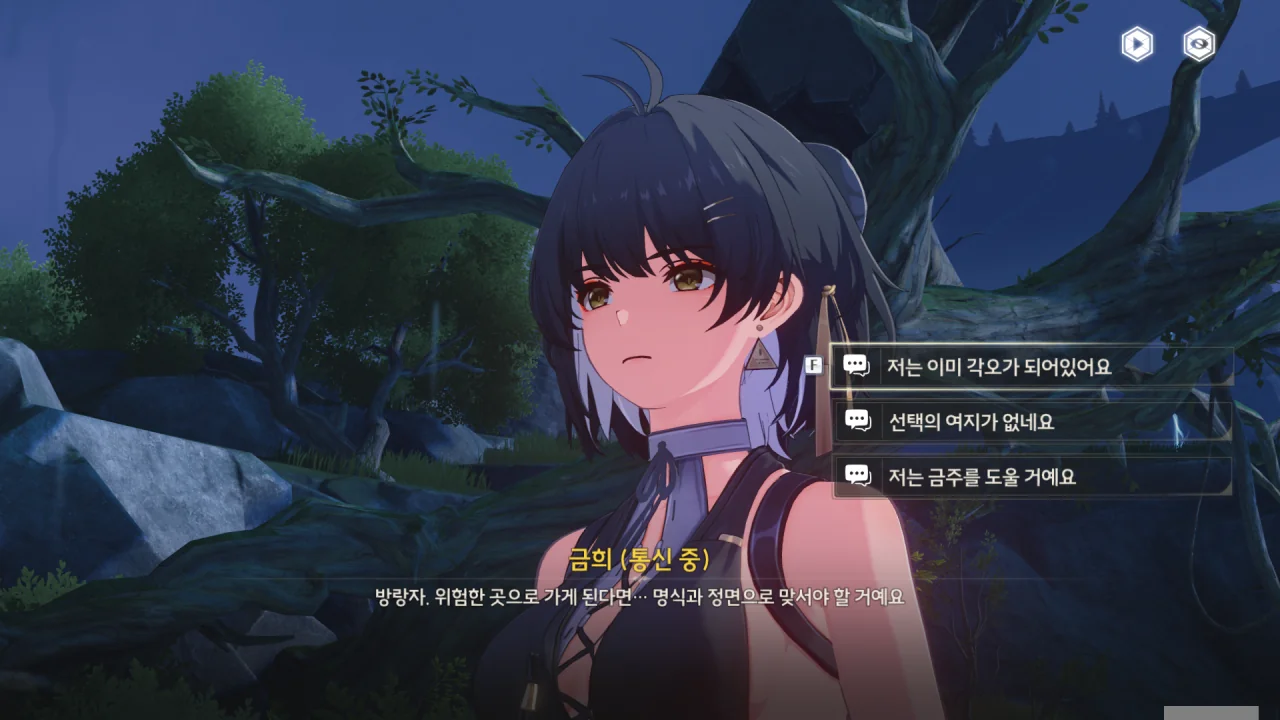 F
저는 이미 각오가 되어있어요
선택의 여지가 없네요
저는 금주를 도울 거예요
금희 (통신 중)
방랑자. 위험한 곳으로 가게 된다면… 명식과 정면으로 맞서야 할 거예요